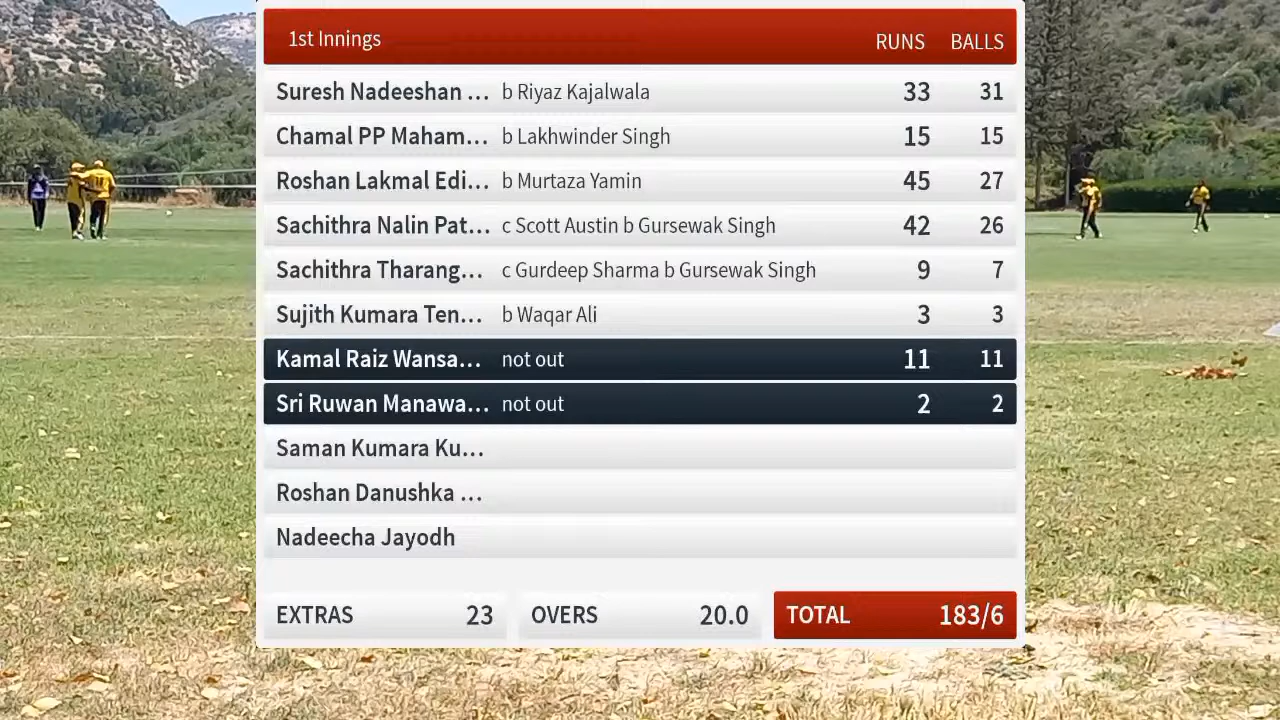 1st Innings RUNS BALLS
Suresh Nadeeshan ... b Riyaz Kajalwala 33 31
Chamal PP Maham... b Lakhwinder Singh 15 15
Roshan Lakmal Edi... b Murtaza Yamin 45 27
Sachithra Nalin Pat... c Scott Austin b Gursewak Singh 42 26
Sachithra Tharang... c Gurdeep Sharma b Gursewak Singh 9 7
Sujith Kumara Ten... b Waqar Ali 3 3
Kamal Raiz Wansa... not out 11 11
Sri Ruwan Manawa... not out 2 2
Saman Kumara Ku...
Roshan Danushka ...
Nadeecha Jayodh
EXTRAS 23 OVERS 20.0 TOTAL 183/6